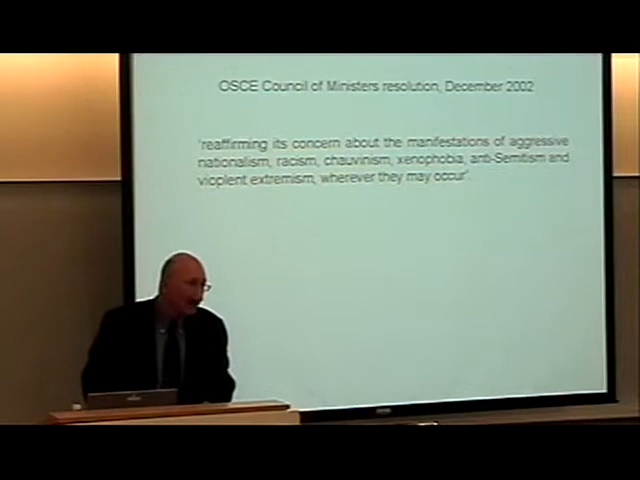 OSCE Council of Ministers resolution, December 2002
'reaffirming its concern about the manifestations of aggressive
nationalism, racism, chauvinism, xenophobia, anti-Semitism and
vioplent extremism, wherever they may occur'.